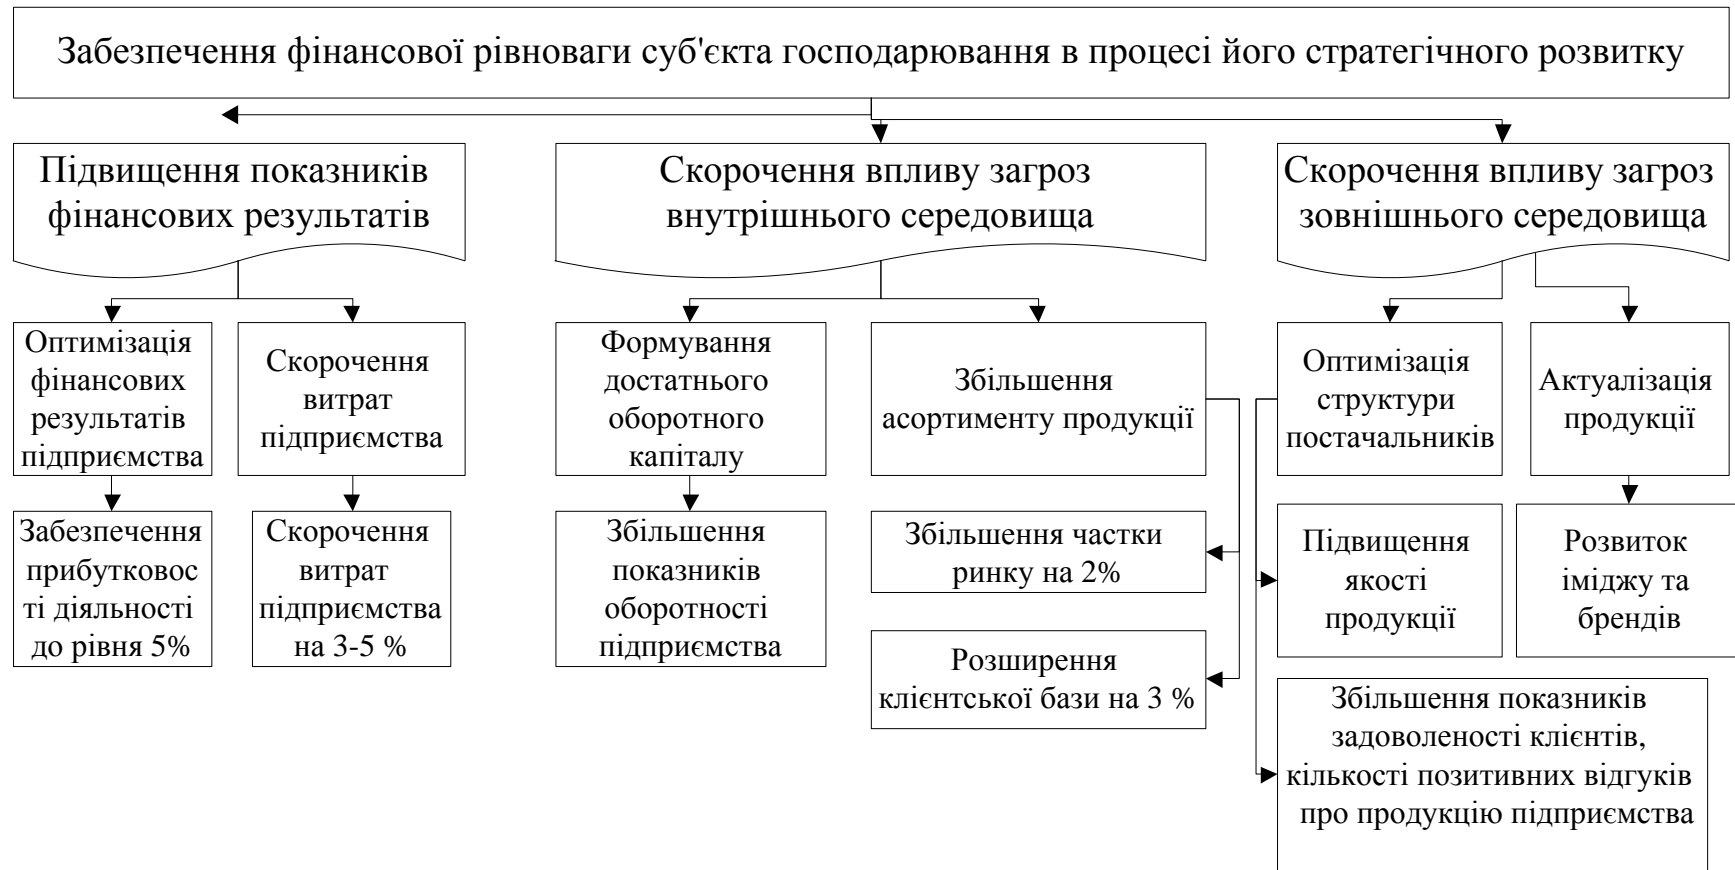 Забезпечення фінансової рівноваги суб'єкта господарювання в процесі його стратегічного розвитку
Підвищення показників
фінансових результатів
Скорочення впливу загроз
внутрішнього середовища
Скорочення впливу загроз
зовнішнього середовища
Оптимізація
фінансових
результатів
підприємства
Скорочення
витрат
підприємства
Формування
достатнього
оборотного
капіталу
Збільшення
асортименту продукції
Оптимізація
структури
постачальників
Актуалізація
продукції
Забезпечення
прибутковос
ті діяльності
до рівня 5%
Скорочення
витрат
підприємства
на 3-5 %
Збільшення
показників
оборотності
підприємства
Збільшення частки
ринку на 2%
Розширення
клієнтської бази на 3 %
Підвищення
якості
продукції
Розвиток
іміджу та
брендів
Збільшення показників
задоволеності клієнтів,
кількості позитивних відгуків
про продукцію підприємства